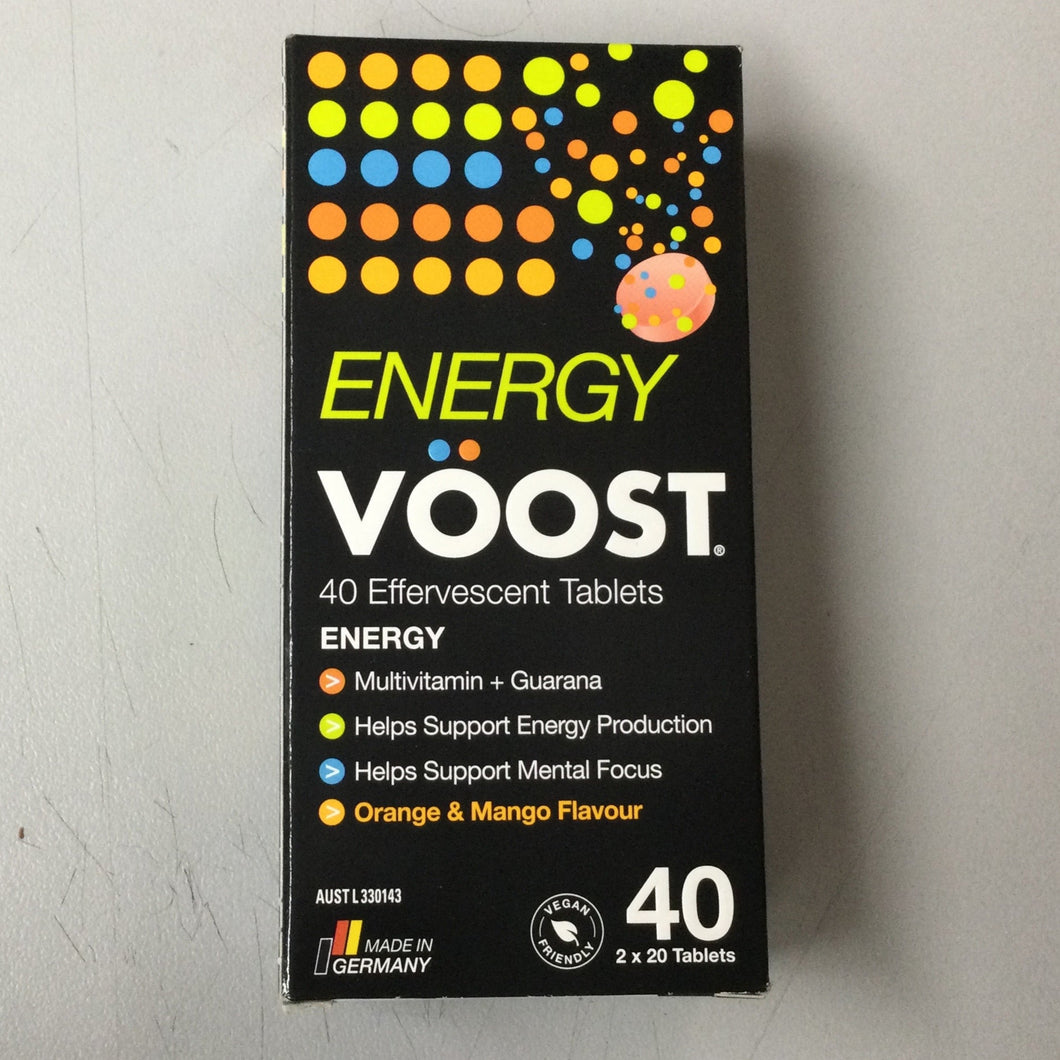 ENERGY
VÖOST®
40 Effervescent Tablets
ENERGY
> Multivitamin + Guarana
> Helps Support Energy Production
> Helps Support Mental Focus
> Orange & Mango Flavour
AUST L 330143
MADE IN
GERMANY
VEGAN
FRIENDLY
40
2 x 20 Tablets